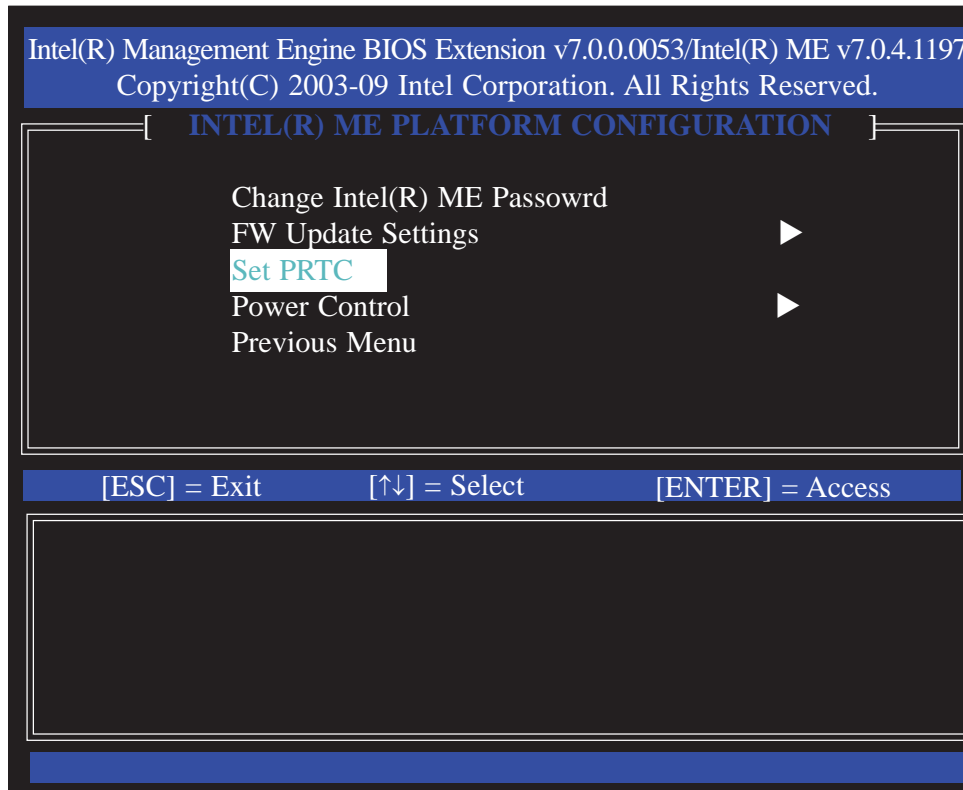 Intel(R) Management Engine BIOS Extension v7.0.0.0053/Intel(R) ME v7.0.4.1197
Copyright(C) 2003-09 Intel Corporation. All Rights Reserved.
[ INTEL(R) ME PLATFORM CONFIGURATION ]
Change Intel(R) ME Passowrd
FW Update Settings ▶
Set PRTC
Power Control ▶
Previous Menu
[ESC] = Exit [↑↓] = Select [ENTER] = Access